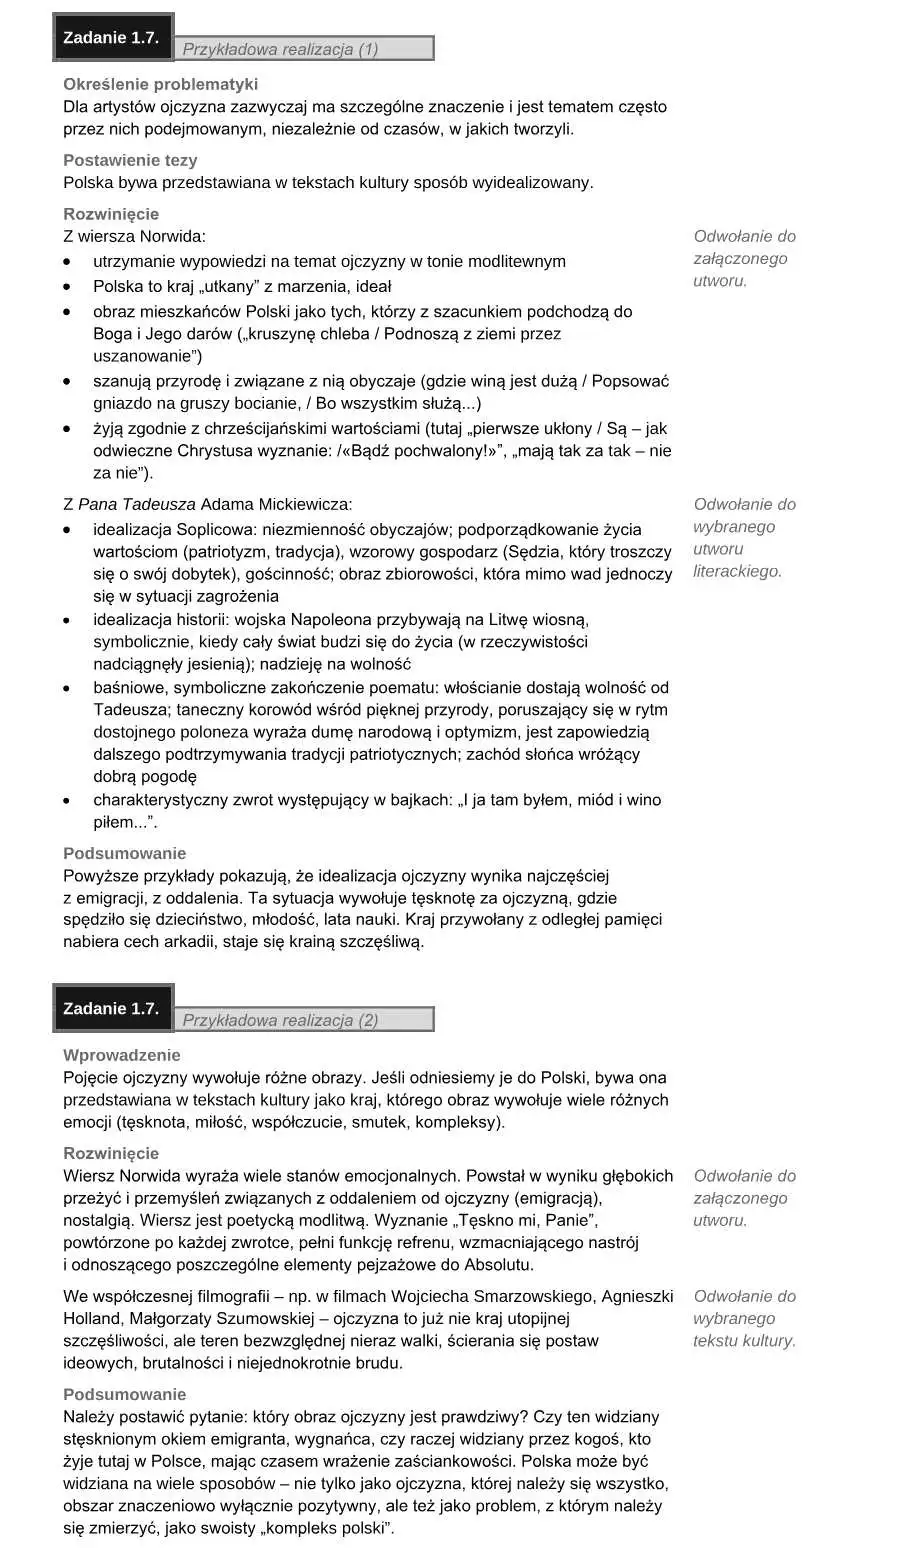 Zadanie 1.7.
Przykładowa realizacja (1)
Określenie problematyki
Dla artystów ojczyzna zazwyczaj ma szczególne znaczenie i jest tematem często
przez nich podejmowanym, niezależnie od czasów, w jakich tworzyli.
Postawienie tezy
Polska bywa przedstawiana w tekstach kultury sposób wyidealizowany.
Rozwinięcie
Z wiersza Norwida:
Odwołanie do
załączonego
utworu.
• utrzymanie wypowiedzi na temat ojczyzny w tonie modlitewnym
• Polska to kraj „utkany” z marzenia, ideał
• obraz mieszkańców Polski jako tych, którzy z szacunkiem podchodzą do
Boga i Jego darów („kruszynę chleba / Podnoszą z ziemi przez
uszanowanie”)
• szanują przyrodę i związane z nią obyczaje (gdzie winą jest dużą / Popsować
gniazdo na gruszy bocianie, / Bo wszystkim służą...)
• żyją zgodnie z chrześcijańskimi wartościami (tutaj „pierwsze ukłony / Są – jak
odwieczne Chrystusa wyznanie: /«Bądź pochwalony!»”, „mają tak za tak – nie
za nie”).
Z Pana Tadeusza Adama Mickiewicza:
Odwołanie do
wybranego
utworu
literackiego.
• idealizacja Soplicowa: niezmienność obyczajów; podporządkowanie życia
wartościom (patriotyzm, tradycja), wzorowy gospodarz (Sędzia, który troszczy
się o swój dobytek), gościnność; obraz zbiorowości, która mimo wad jednoczy
się w sytuacji zagrożenia
• idealizacja historii: wojska Napoleona przybywają na Litwę wiosną,
symbolicznie, kiedy cały świat budzi się do życia (w rzeczywistości
nadciągnęły jesienią); nadzieję na wolność
• baśniowe, symboliczne zakończenie poematu: włościanie dostają wolność od
Tadeusza; taneczny korowód wśród pięknej przyrody, poruszający się w rytm
dostojnego poloneza wyraża dumę narodową i optymizm, jest zapowiedzią
dalszego podtrzymywania tradycji patriotycznych; zachód słońca wróżący
dobrą pogodę
• charakterystyczny zwrot występujący w bajkach: „I ja tam byłem, miód i wino
piłem...”.
Podsumowanie
Powyższe przykłady pokazują, że idealizacja ojczyzny wynika najczęściej
z emigracji, z oddalenia. Ta sytuacja wywołuje tęsknotę za ojczyzną, gdzie
spędziło się dzieciństwo, młodość, lata nauki. Kraj przywołany z odległej pamięci
nabiera cech arkadii, staje się krainą szczęśliwą.
Zadanie 1.7.
Przykładowa realizacja (2)
Wprowadzenie
Pojęcie ojczyzny wywołuje różne obrazy. Jeśli odniesiemy je do Polski, bywa ona
przedstawiana w tekstach kultury jako kraj, którego obraz wywołuje wiele różnych
emocji (tęsknota, miłość, współczucie, smutek, kompleksy).
Rozwinięcie
Wiersz Norwida wyraża wiele stanów emocjonalnych. Powstał w wyniku głębokich
przeżyć i przemyśleń związanych z oddaleniem od ojczyzny (emigracją),
nostalgią. Wiersz jest poetycką modlitwą. Wyznanie „Tęskno mi, Panie”,
powtórzone po każdej zwrotce, pełni funkcję refrenu, wzmacniającego nastrój
i odnoszącego poszczególne elementy pejzażowe do Absolutu.
Odwołanie do
załączonego
utworu.
We współczesnej filmografii – np. w filmach Wojciecha Smarzowskiego, Agnieszki
Holland, Małgorzaty Szumowskiej – ojczyzna to już nie kraj utopijnej
szczęśliwości, ale teren bezwzględnej nieraz walki, ścierania się postaw
ideowych, brutalności i niejednokrotnie brudu.
Odwołanie do
wybranego
tekstu kultury.
Podsumowanie
Należy postawić pytanie: który obraz ojczyzny jest prawdziwy? Czy ten widziany
stęsknionym okiem emigranta, wygnańca, czy raczej widziany przez kogoś, kto
żyje tutaj w Polsce, mając czasem wrażenie zaściankowości. Polska może być
widziana na wiele sposobów – nie tylko jako ojczyzna, której należy się wszystko,
obszar znaczeniowo wyłącznie pozytywny, ale też jako problem, z którym należy
się zmierzyć, jako swoisty „kompleks polski”.